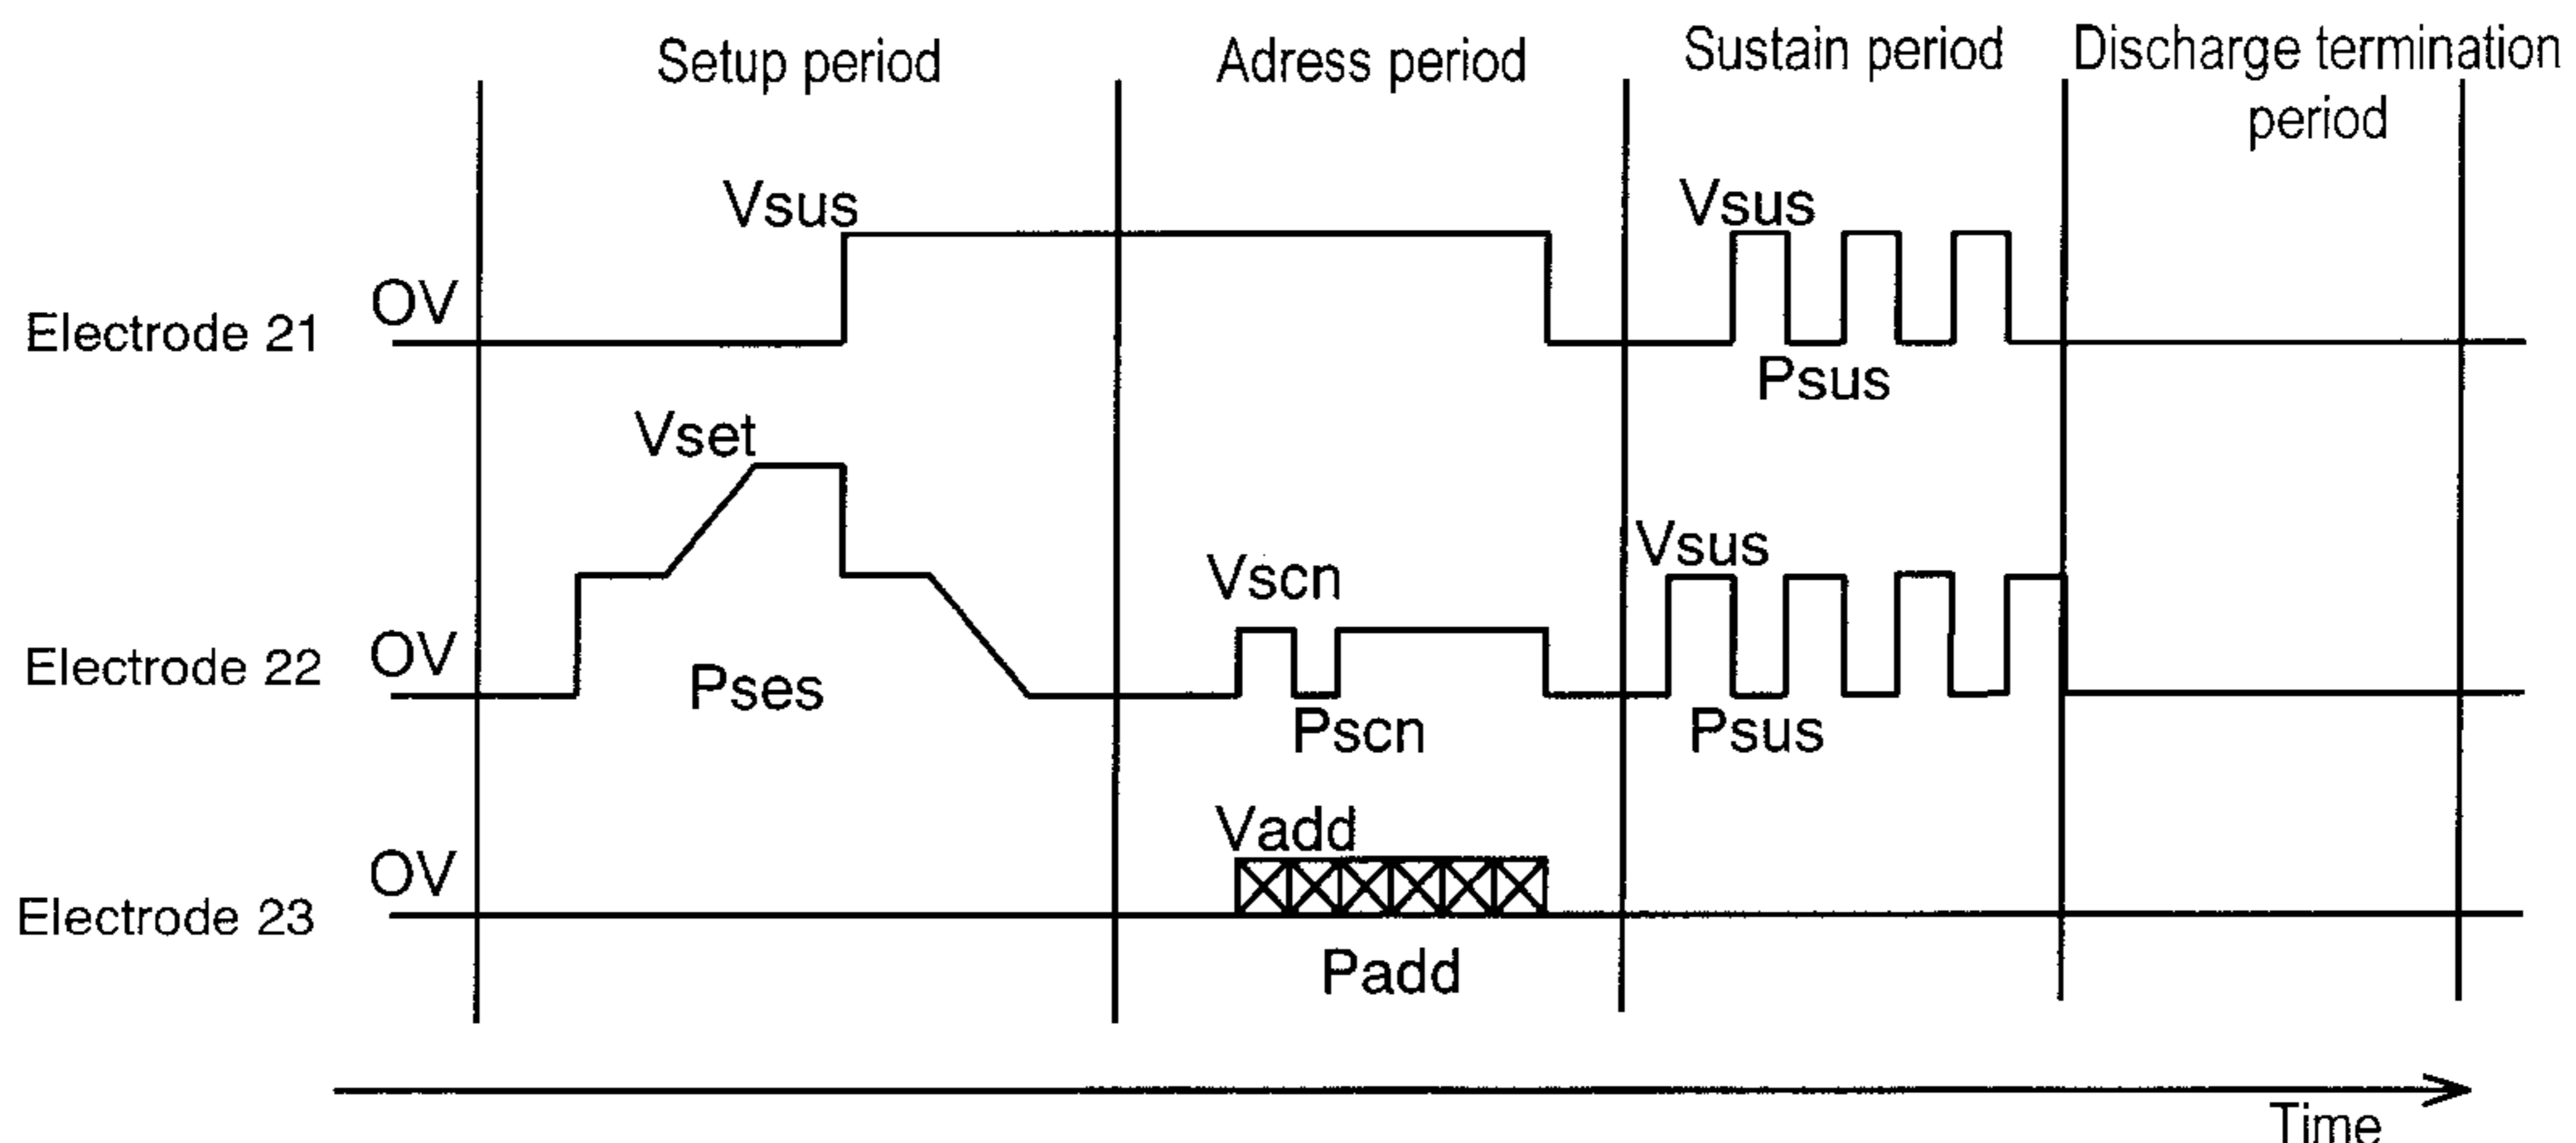 Setup period
Adress period
Sustain period
Discharge termination
period
Vsus
Vsus
OV
Electrode 21
Psus
Vset
Vsus
Vscn
OV
Electrode 22
Pses
Pscn
Psus
Vadd
OV
Electrode 23
Padd
Time